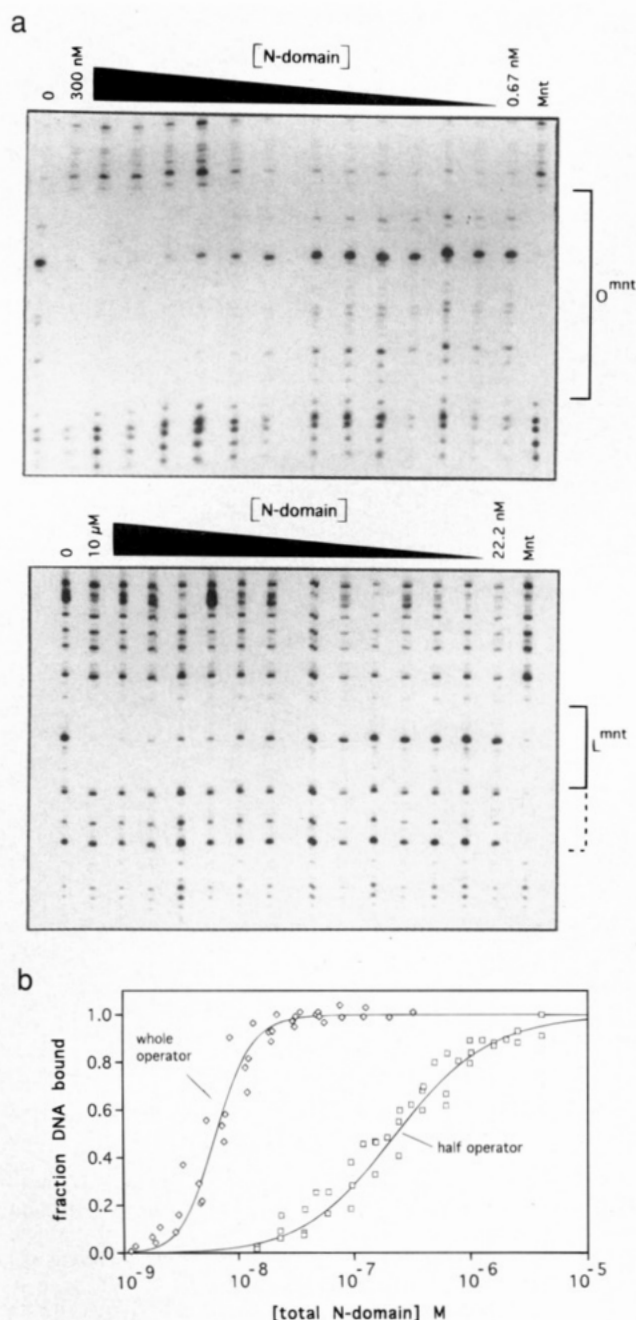 a
[N-domain]
0
300 nM
0.67 nM
Mnt
O mnt
[N-domain]
0
10 µM
22.2 nM
Mnt
L mnt
b
fraction DNA bound
1.0
0.8
0.6
0.4
0.2
0.0
whole
operator
half operator
10⁻⁹
10⁻⁸
10⁻⁷
10⁻⁶
10⁻⁵
[total N-domain] M